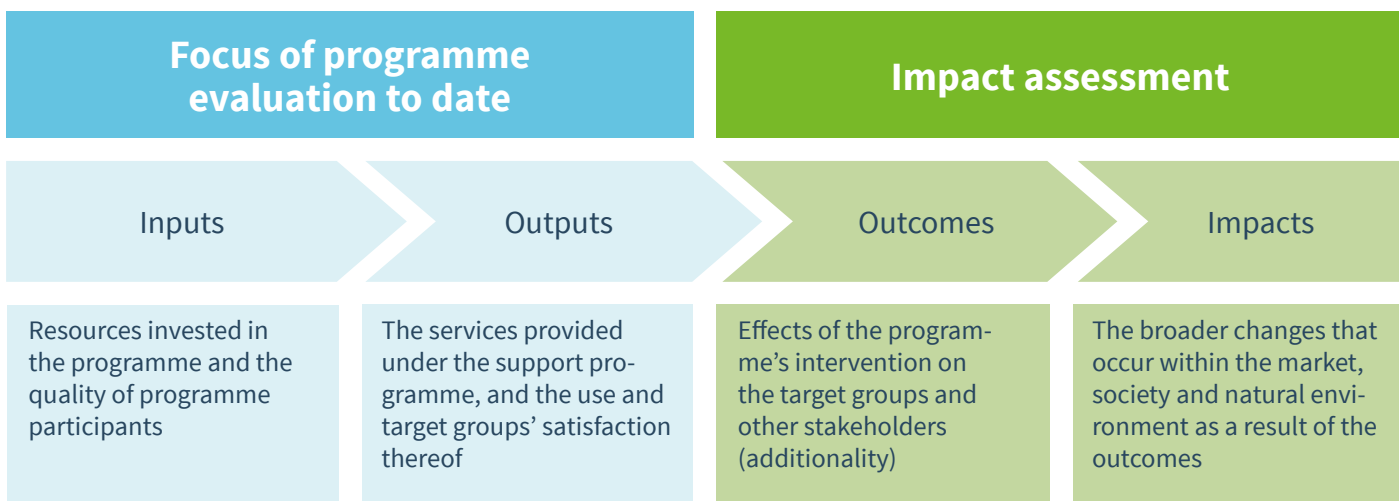 Focus of programme
evaluation to date
Impact assessment
Inputs
Outputs
Outcomes
Impacts
Resources invested in
the programme and the
quality of programme
participants
The services provided
under the support pro-
gramme, and the use and
target groups’ satisfaction
thereof
Effects of the program-
me’s intervention on
the target groups and
other stakeholders
(additionality)
The broader changes that
occur within the market,
society and natural envi-
ronment as a result of the
outcomes